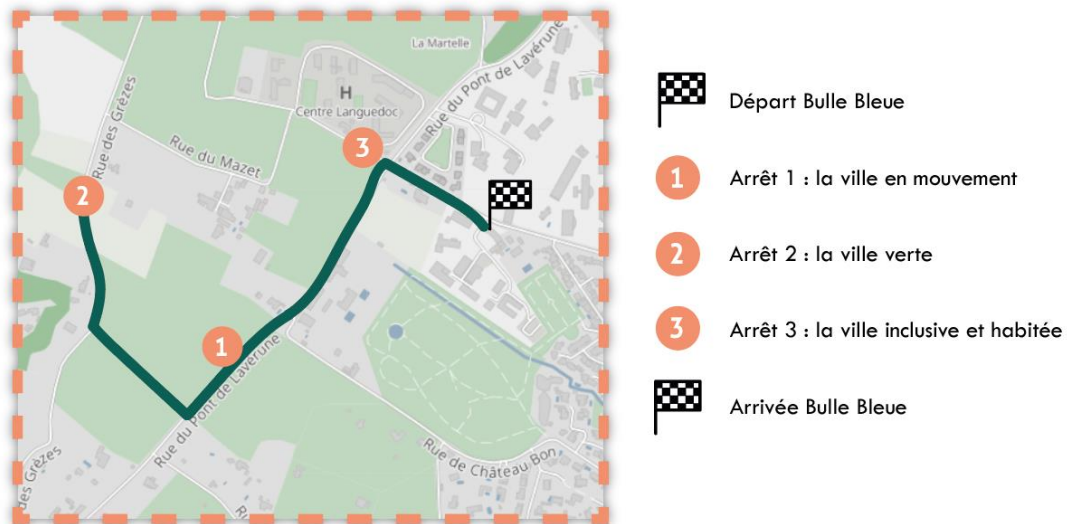 La Martelle
Rue du Pont de Lavérune
H
Centre Languedoc
Rue des Grèzes
Rue du Mazet
3
2
1
Rue du Pont de Lavérune
Rue de Château Bon
des Grèzes
Départ Bulle Bleue
1 Arrêt 1 : la ville en mouvement
2 Arrêt 2 : la ville verte
3 Arrêt 3 : la ville inclusive et habitée
Arrivée Bulle Bleue